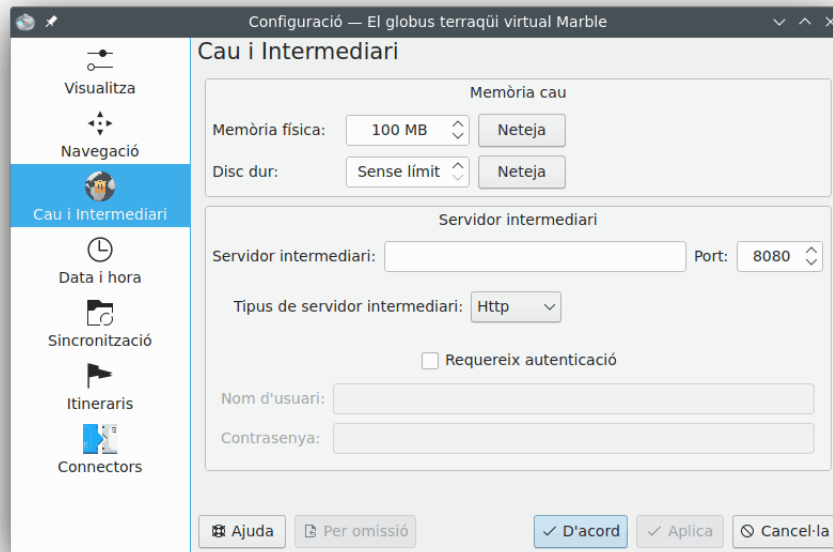 Configuració — El globus terraqüi virtual Marble
Visualitza
Navegació
Cau i Intermediari
Data i hora
Sincronització
Itineraris
Connectors
Cau i Intermediari
Memòria cau
Memòria física: 100 MB Neteja
Disc dur: Sense límit Neteja
Servidor intermediari
Servidor intermediari: Port: 8080
Tipus de servidor intermediari: Http
Requereix autenticació
Nom d'usuari:
Contrasenya:
Ajuda Per omissió D'acord Aplica Cancel·la